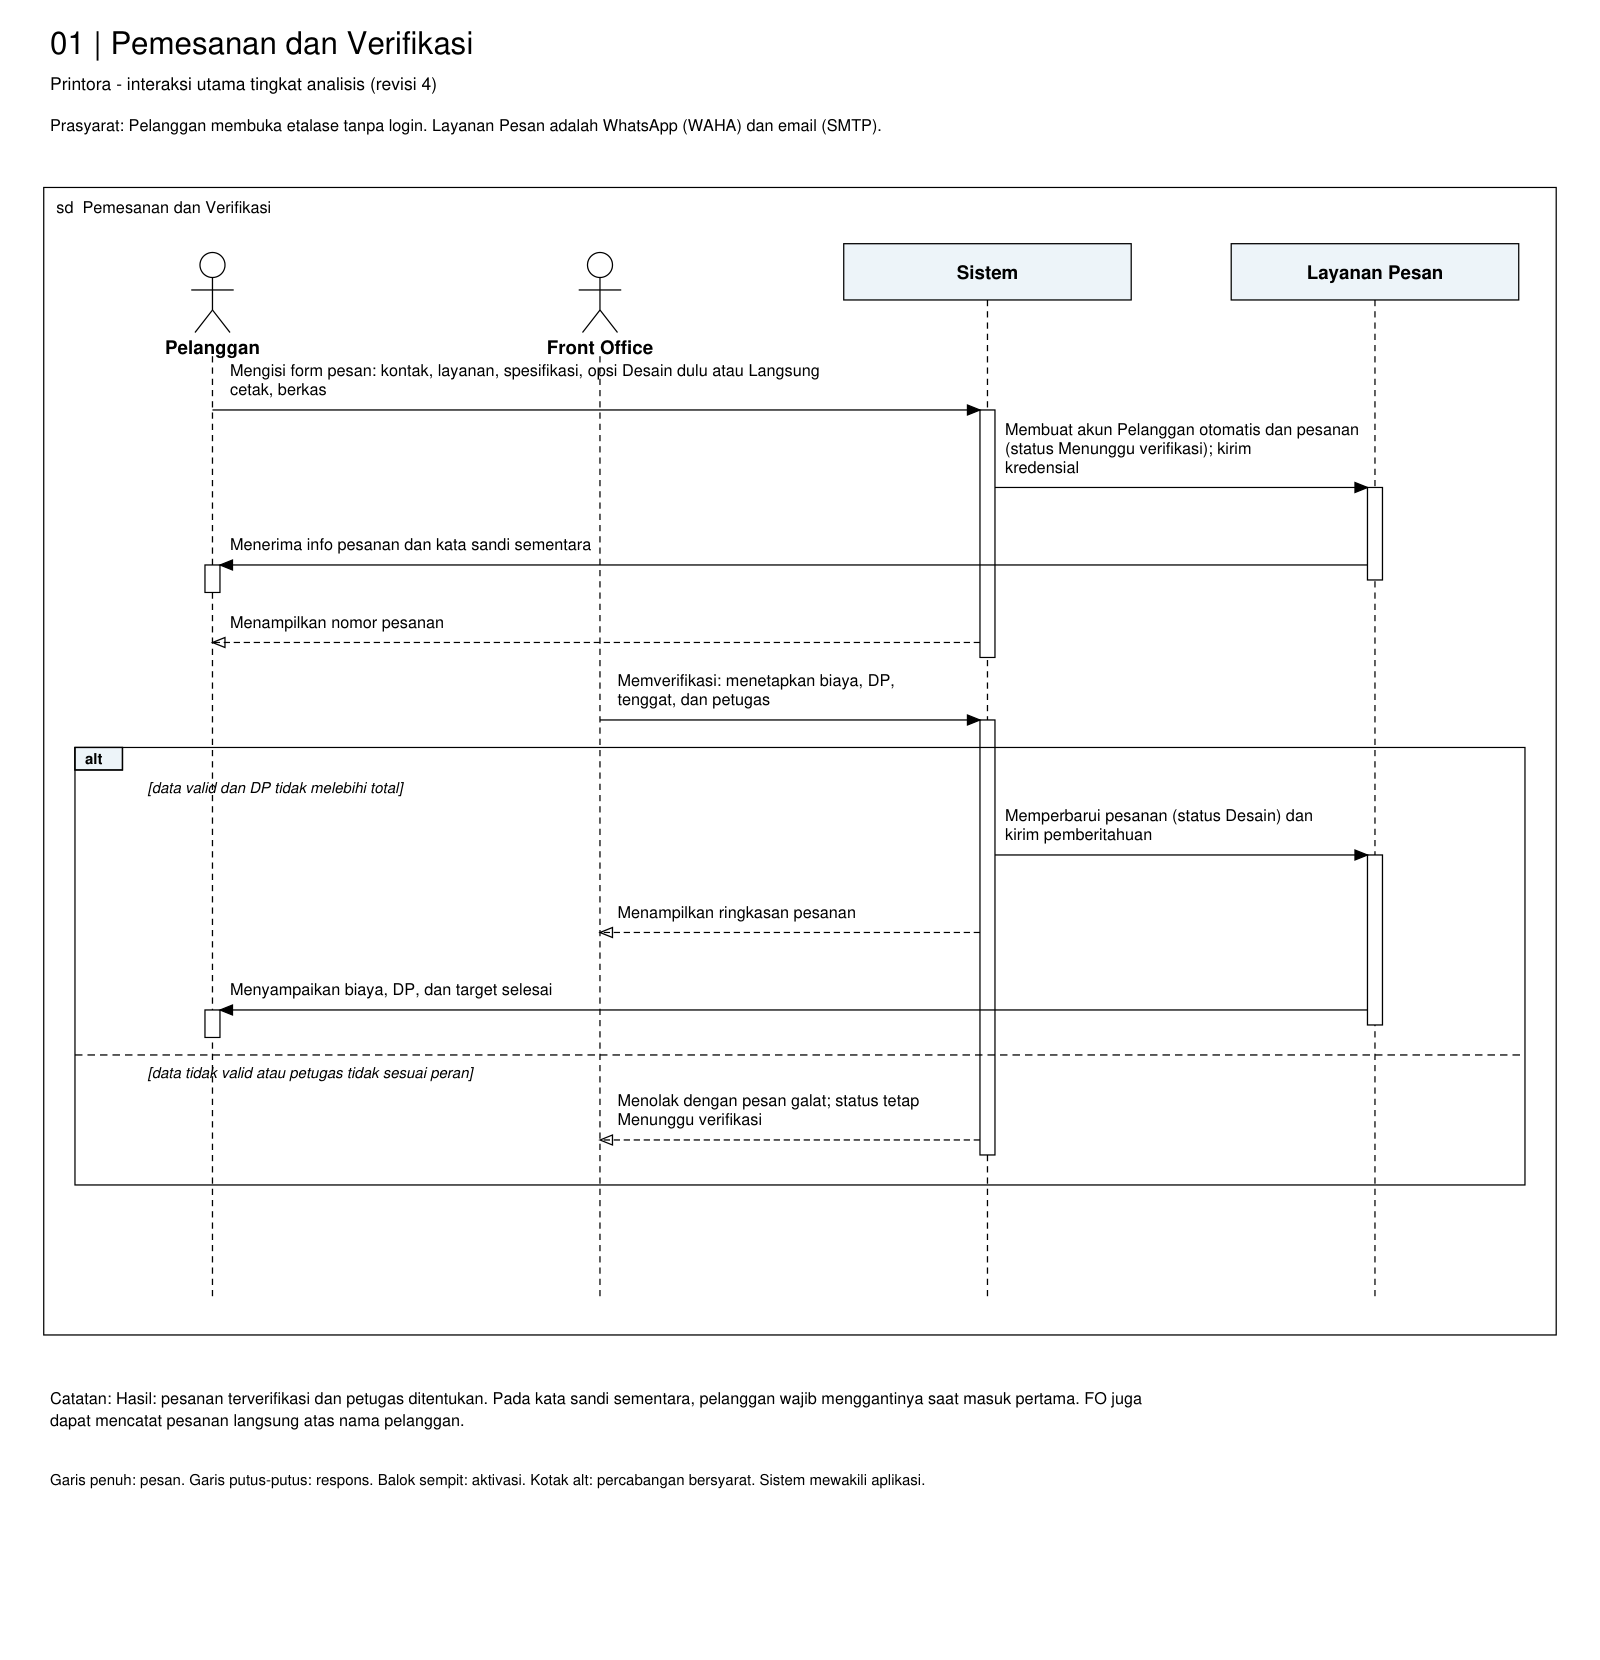 01 | Pemesanan dan Verifikasi
Printora - interaksi utama tingkat analisis (revisi 4)
Prasyarat: Pelanggan membuka etalase tanpa login. Layanan Pesan adalah WhatsApp (WAHA) dan email (SMTP).
sd Pemesanan dan Verifikasi
Sistem
Layanan Pesan
Pelanggan
Front Office
Mengisi form pesan: kontak, layanan, spesifikasi, opsi Desain dulu atau Langsung
cetak, berkas
Membuat akun Pelanggan otomatis dan pesanan
(status Menunggu verifikasi); kirim
kredensial
Menerima info pesanan dan kata sandi sementara
Menampilkan nomor pesanan
Memverifikasi: menetapkan biaya, DP,
tenggat, dan petugas
alt
[data valid dan DP tidak melebihi total]
Memperbarui pesanan (status Desain) dan
kirim pemberitahuan
Menampilkan ringkasan pesanan
Menyampaikan biaya, DP, dan target selesai
[data tidak valid atau petugas tidak sesuai peran]
Menolak dengan pesan galat; status tetap
Menunggu verifikasi
Catatan: Hasil: pesanan terverifikasi dan petugas ditentukan. Pada kata sandi sementara, pelanggan wajib menggantinya saat masuk pertama. FO juga
dapat mencatat pesanan langsung atas nama pelanggan.
Garis penuh: pesan. Garis putus-putus: respons. Balok sempit: aktivasi. Kotak alt: percabangan bersyarat. Sistem mewakili aplikasi.